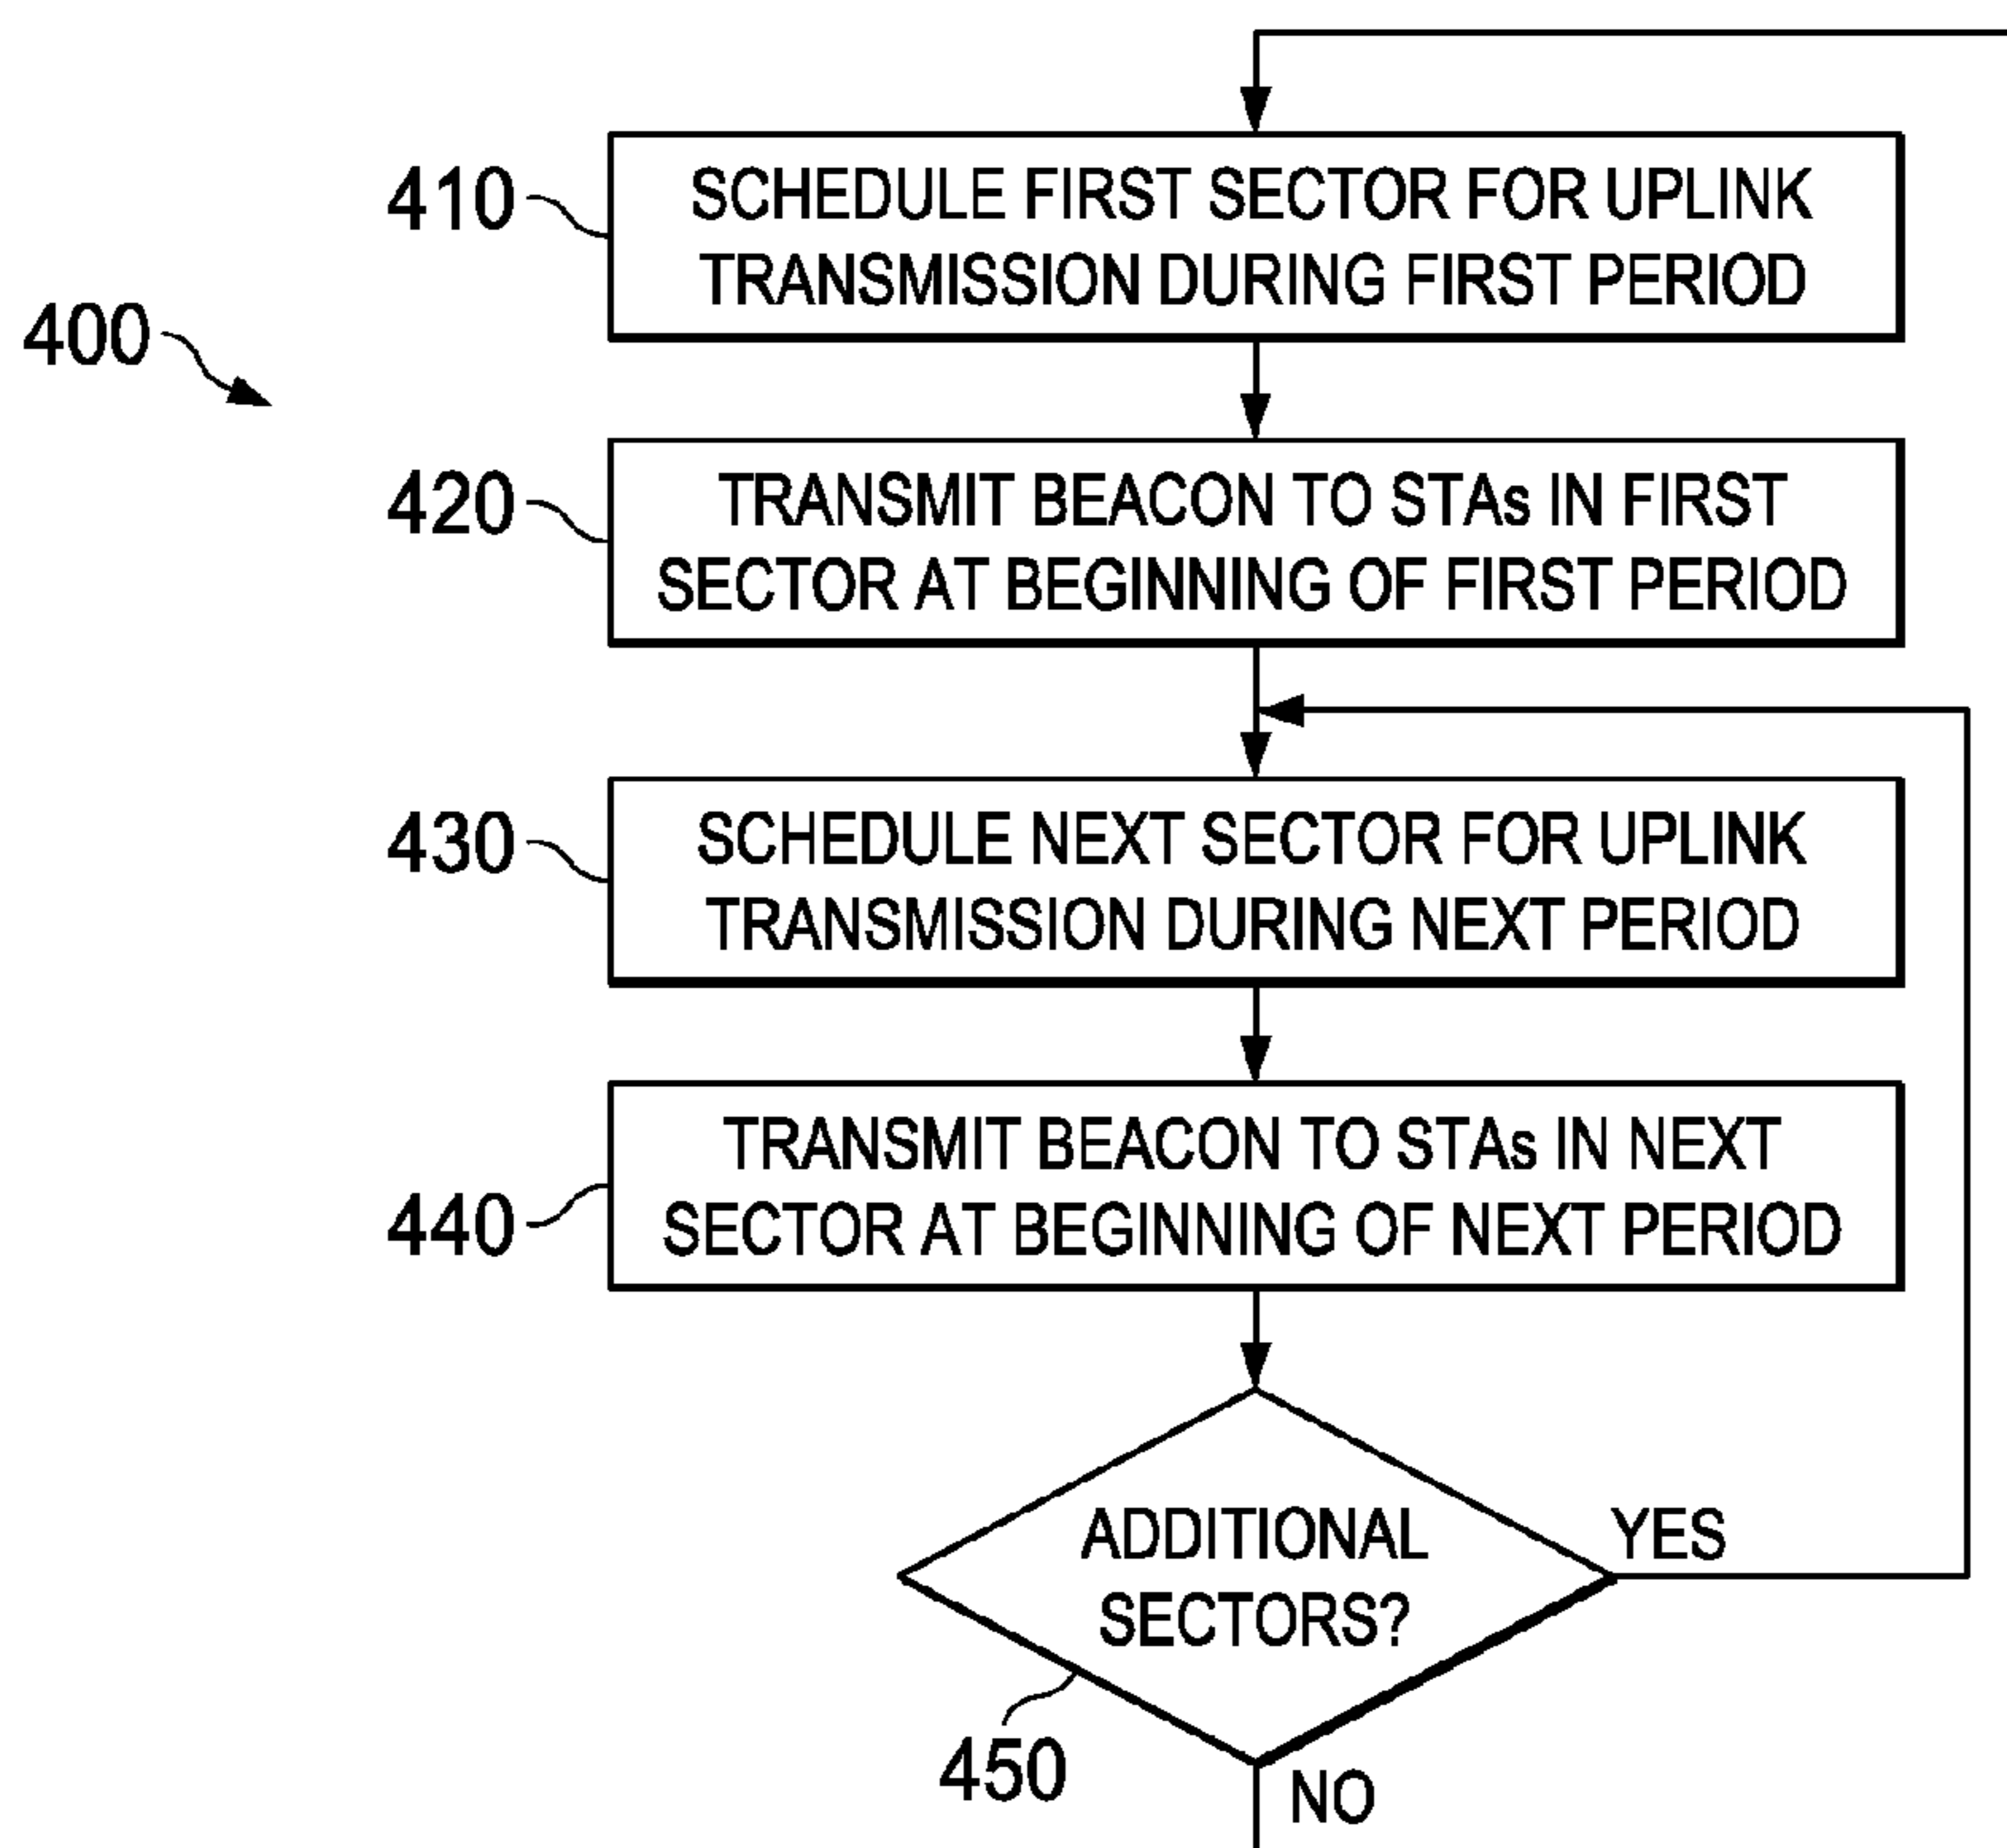 410
SCHEDULE FIRST SECTOR FOR UPLINK
TRANSMISSION DURING FIRST PERIOD
400
420
TRANSMIT BEACON TO STAs IN FIRST
SECTOR AT BEGINNING OF FIRST PERIOD
430
SCHEDULE NEXT SECTOR FOR UPLINK
TRANSMISSION DURING NEXT PERIOD
440
TRANSMIT BEACON TO STAs IN NEXT
SECTOR AT BEGINNING OF NEXT PERIOD
ADDITIONAL
SECTORS?
YES
450
NO